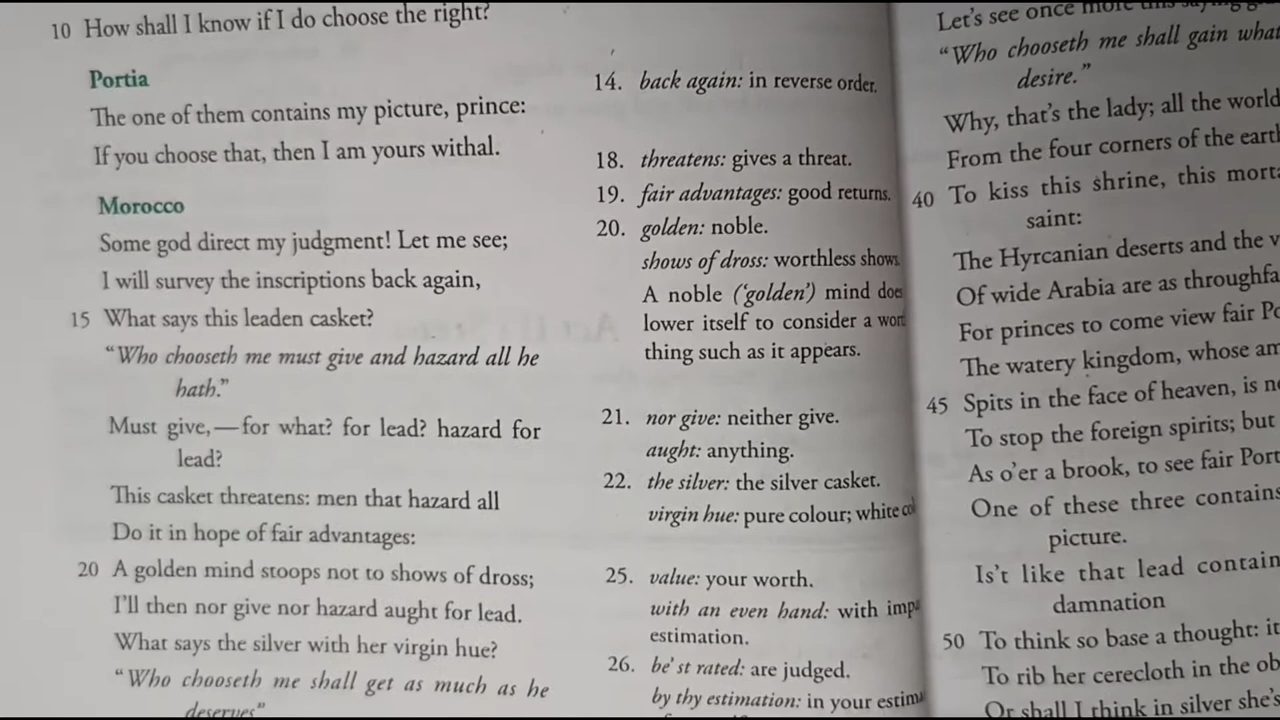 10 How shall I know if I do choose the right?
Portia
The one of them contains my picture, prince:
If you choose that, then I am yours withal.
Morocco
Some god direct my judgment! Let me see;
I will survey the inscriptions back again,
15 What says this leaden casket?
“Who chooseth me must give and hazard all he
hath.”
Must give,—for what? for lead? hazard for
lead?
This casket threatens: men that hazard all
Do it in hope of fair advantages:
20 A golden mind stoops not to shows of dross;
I’ll then nor give nor hazard aught for lead.
What says the silver with her virgin hue?
“Who chooseth me shall get as much as he
deserves”
14. back again: in reverse order.
18. threatens: gives a threat.
19. fair advantages: good returns.
20. golden: noble.
shows of dross: worthless shows
A noble (‘golden’) mind does
lower itself to consider a
thing such as it appears.
21. nor give: neither give.
aught: anything.
22. the silver: the silver casket.
virgin hue: pure colour; white
25. value: your worth.
with an even hand: with
estimation.
26. be’st rated: are judged.
by thy estimation: in your
Let’s see once more this
“Who chooseth me shall gain what
desire.”
Why, that’s the lady; all the world
From the four corners of the earth
40 To kiss this shrine, this
saint:
The Hyrcanian deserts and the
Of wide Arabia are as
For princes to come view fair
The watery kingdom, whose
45 Spits in the face of heaven, is
To stop the foreign spirits; but
As o’er a brook, to see fair
One of these three contains
picture.
Is’t like that lead contain
damnation
50 To think so base a thought: it
To rib her cerecloth in the
Or shall I think in silver she’s